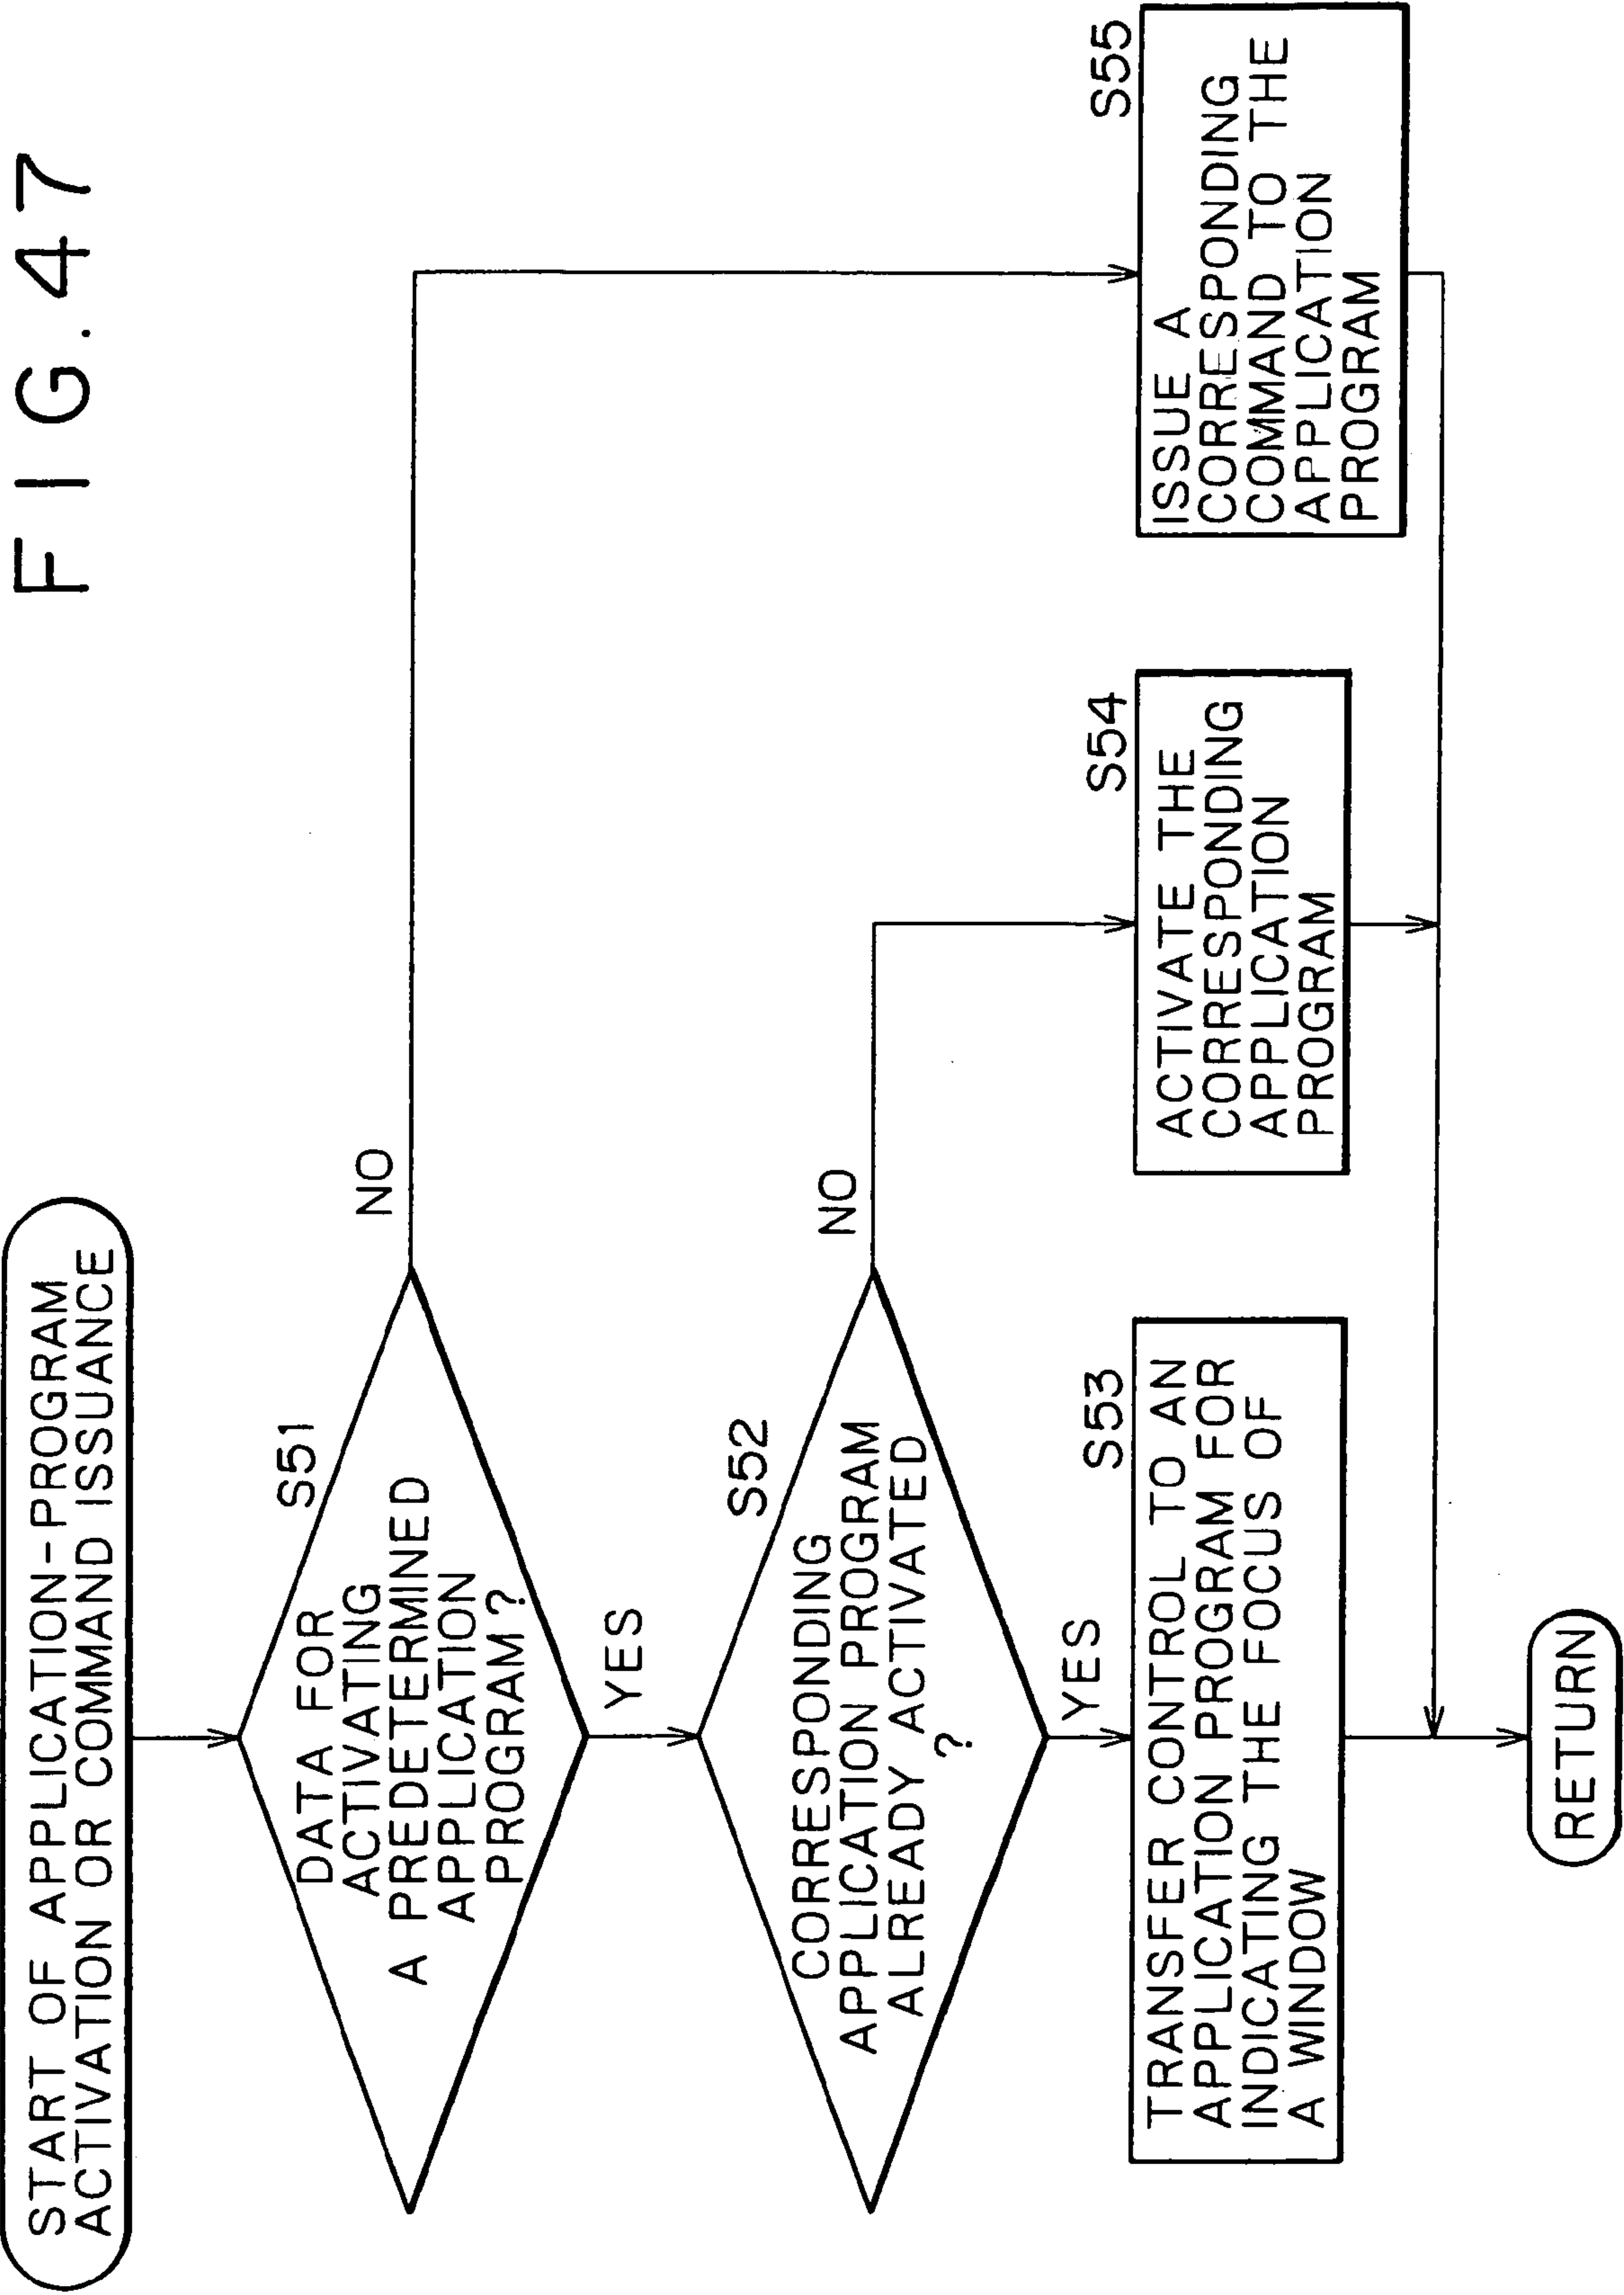 FIG. 47
START OF APPLICATION-PROGRAM
ACTIVATION OR COMMAND ISSUANCE
S51
DATA FOR
ACTIVATING
A PREDETERMINED
APPLICATION
PROGRAM?
NO
YES
S52
CORRESPONDING
APPLICATION PROGRAM
ALREADY ACTIVATED
?
NO
YES
S53
TRANSFER CONTROL TO AN
APPLICATION PROGRAM FOR
INDICATING THE FOCUS OF
A WINDOW
S54
ACTIVATE THE
CORRESPONDING
APPLICATION
PROGRAM
S55
ISSUE A
CORRESPONDING
COMMAND TO THE
APPLICATION
PROGRAM
RETURN